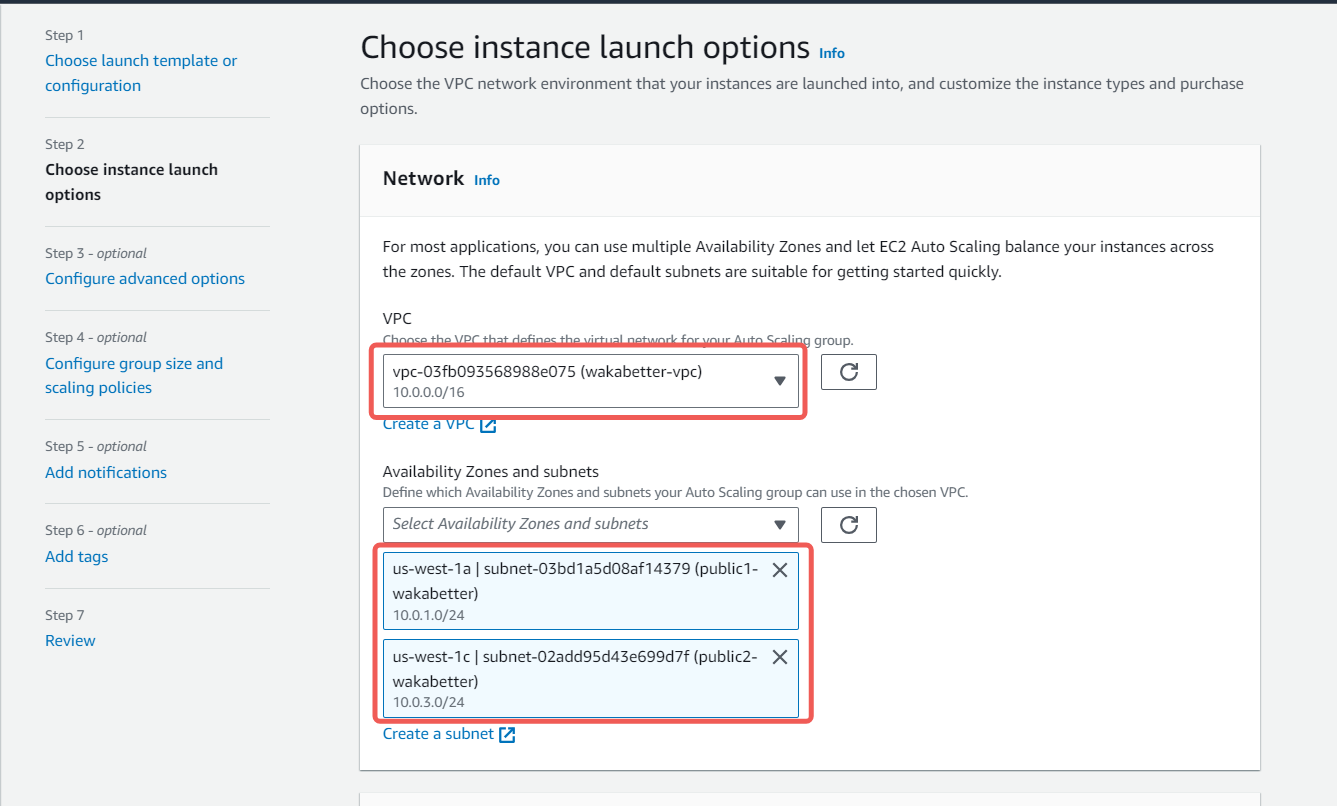 Step 1
Choose launch template or
configuration
Step 2
Choose instance launch
options
Step 3 - optional
Configure advanced options
Step 4 - optional
Configure group size and
scaling policies
Step 5 - optional
Add notifications
Step 6 - optional
Add tags
Step 7
Review
Choose instance launch options Info
Choose the VPC network environment that your instances are launched into, and customize the instance types and purchase
options.
Network Info
For most applications, you can use multiple Availability Zones and let EC2 Auto Scaling balance your instances across
the zones. The default VPC and default subnets are suitable for getting started quickly.
VPC
Choose the VPC that defines the virtual network for your Auto Scaling group.
vpc-03fb093568988e075 (wakabetter-vpc)
10.0.0.0/16
Create a VPC
Availability Zones and subnets
Define which Availability Zones and subnets your Auto Scaling group can use in the chosen VPC.
Select Availability Zones and subnets
us-west-1a | subnet-03bd1a5d08af14379 (public1-
wakabetter)
10.0.1.0/24
us-west-1c | subnet-02add95d43e699d7f (public2-
wakabetter)
10.0.3.0/24
Create a subnet